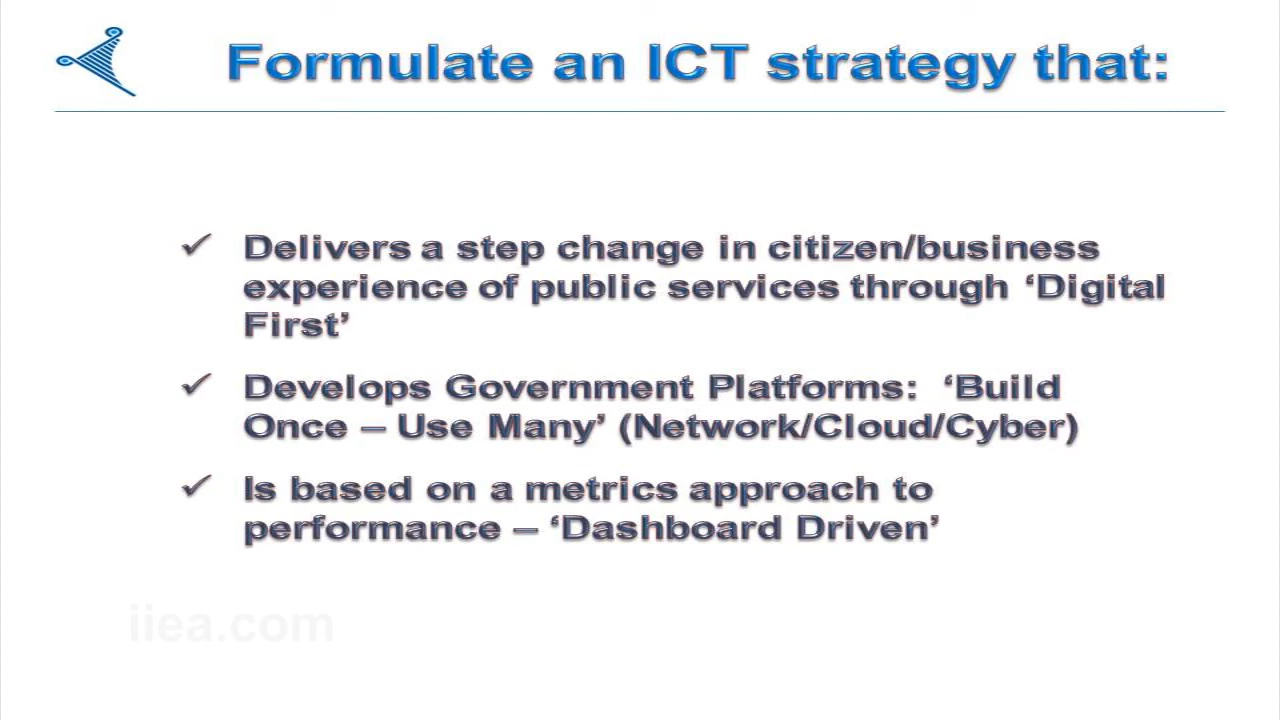 Formulate an ICT strategy that:
✓ Delivers a step change in citizen/business
experience of public services through ‘Digital
First’
✓ Develops Government Platforms:  ‘Build
Once – Use Many’ (Network/Cloud/Cyber)
✓ Is based on a metrics approach to
performance – ‘Dashboard Driven’
iiea.com